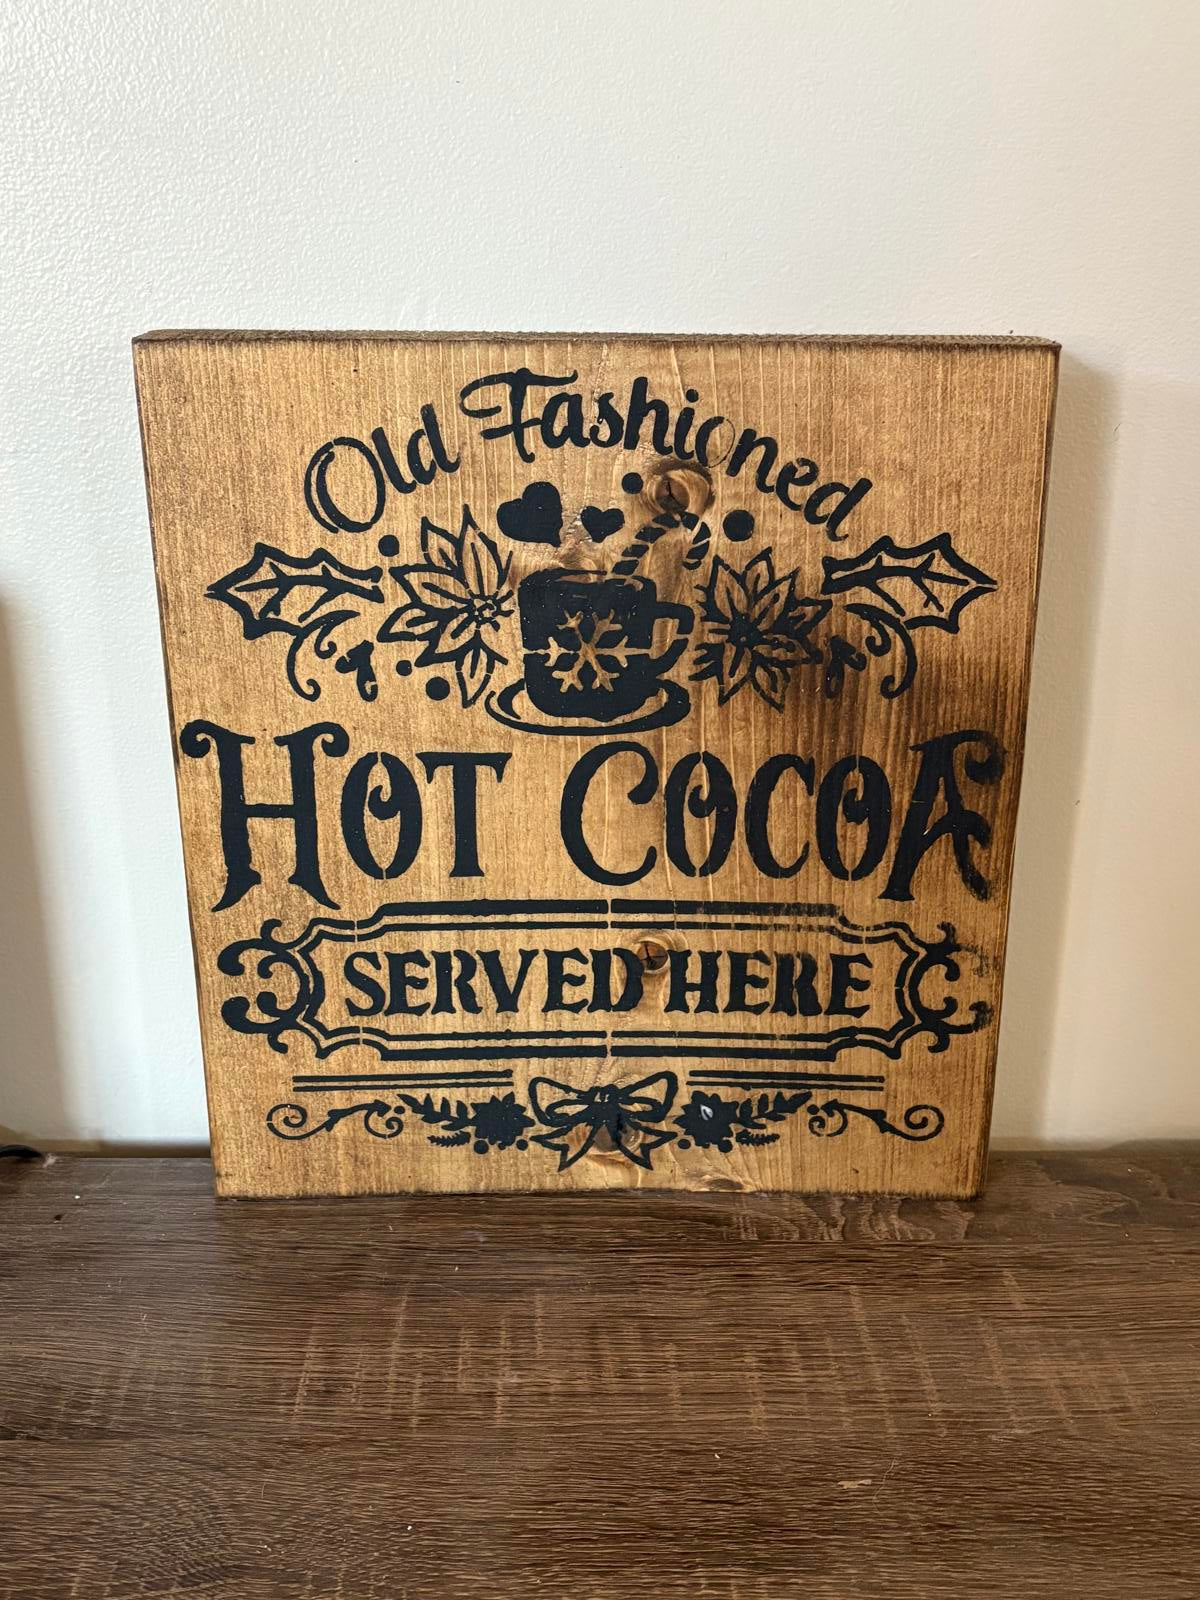 Old Fashioned
HOT COCOA
SERVED HERE